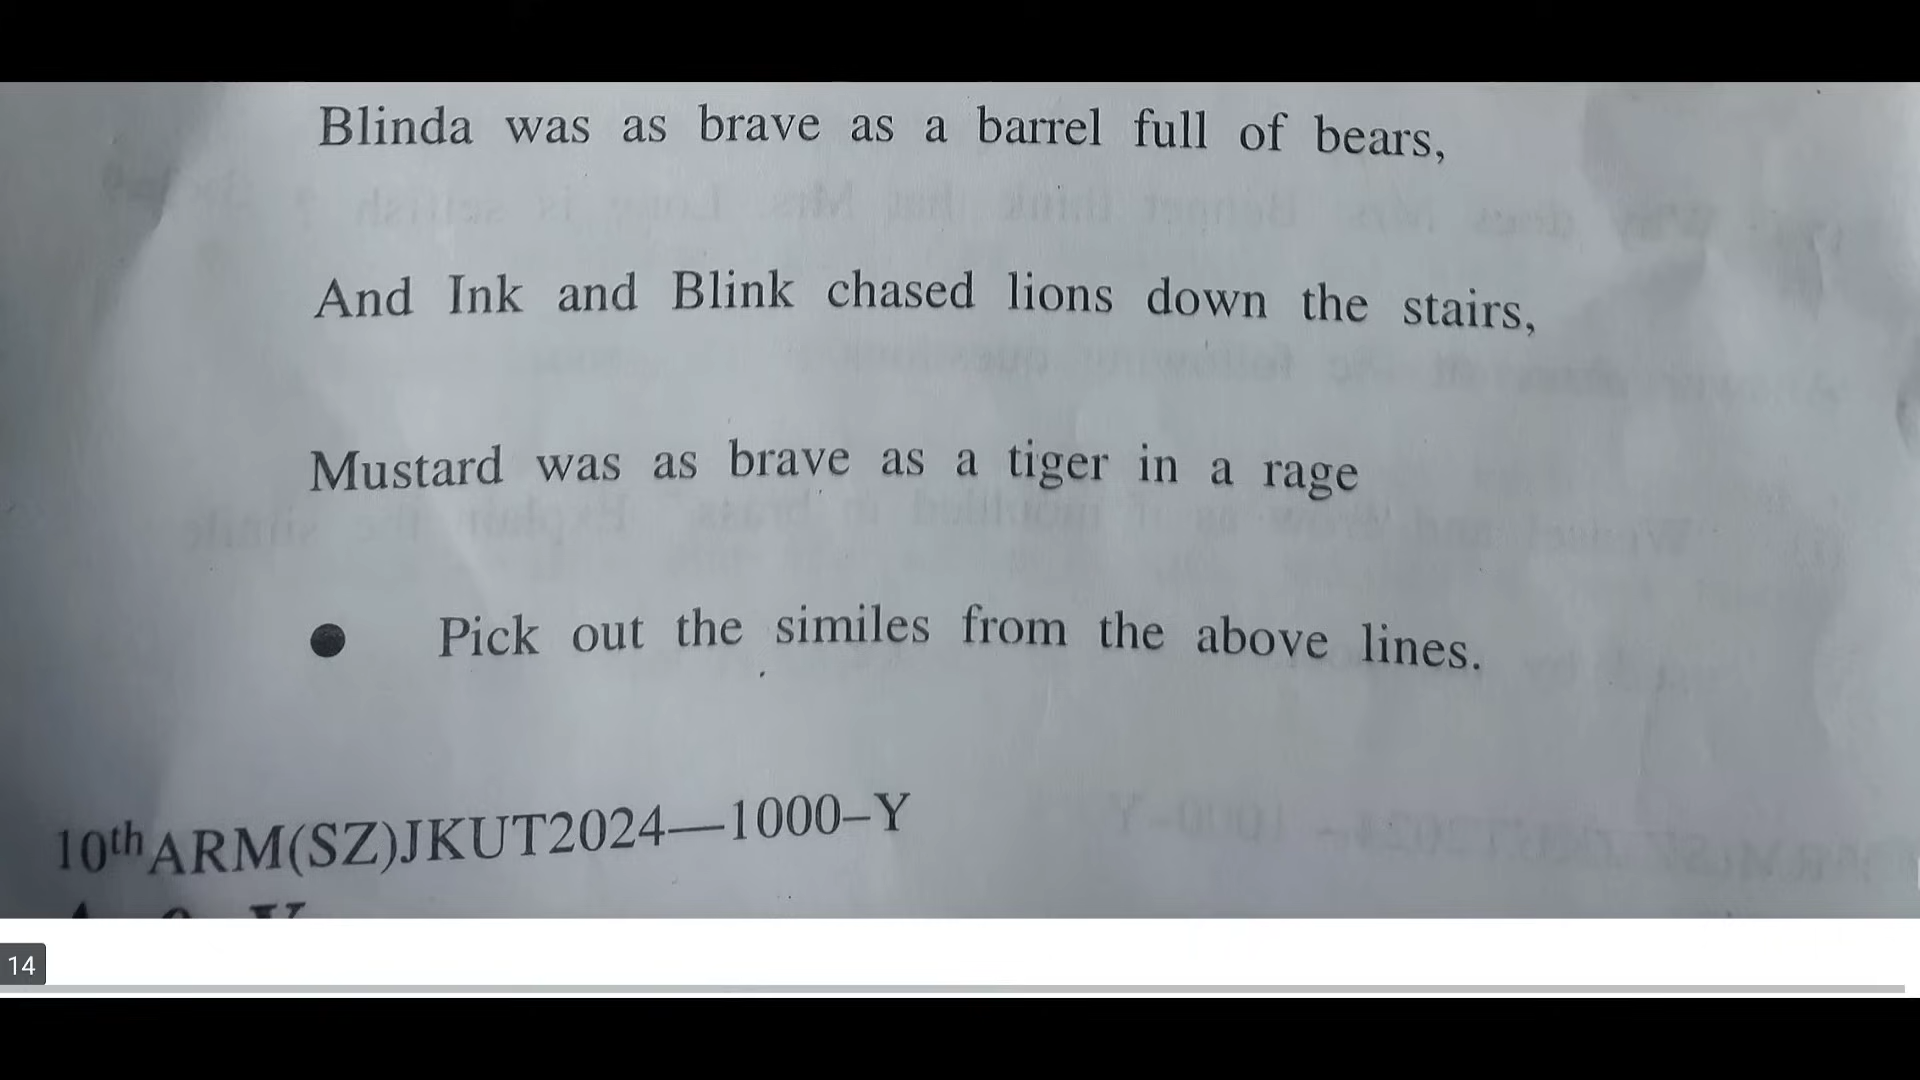 Blinda was as brave as a barrel full of bears,
And Ink and Blink chased lions down the stairs,
Mustard was as brave as a tiger in a rage
● Pick out the similes from the above lines.
10thARM(SZ)JKUT2024—1000–Y
14